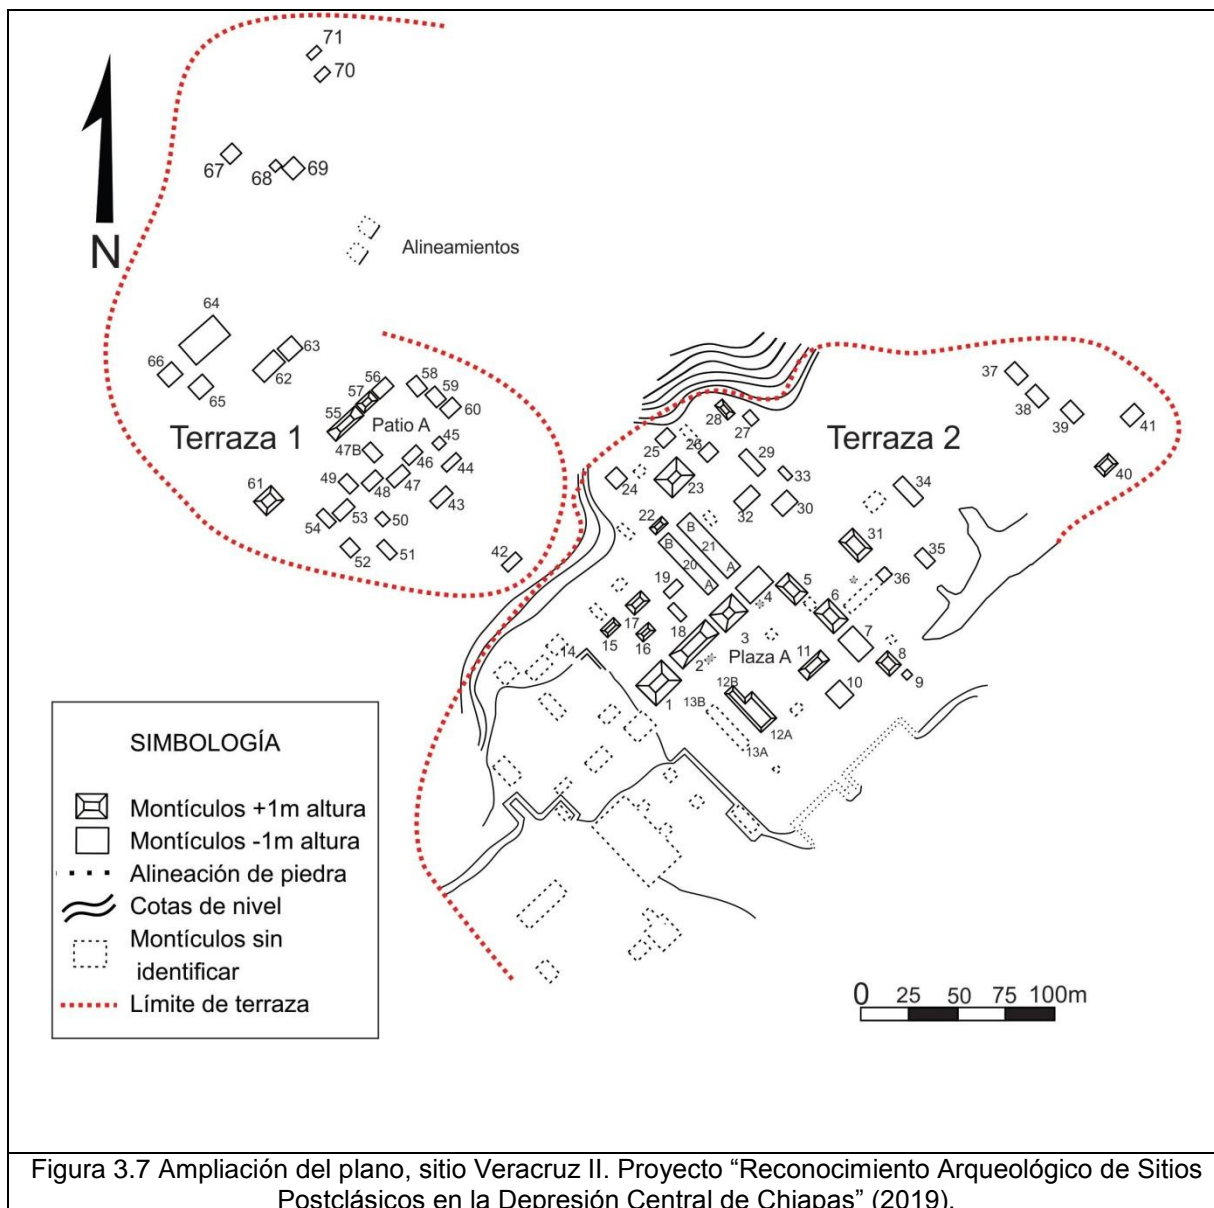 71
70
67
68
69
N
Alineamientos
64
63
66
62
65
58
56
59
57
60
55
Patio A
Terraza 1
45
47B
46
44
49
48
47
43
61
53
54
50
52
51
42
37
38
39
41
28
27
Terraza 2
25
26
29
40
33
24
23
34
32
30
22
B
B
21
31
20
A
35
A
19
5
36
4
6
17
18
7
15
16
3
Plaza A
8
11
14
2
9
12B
10
1
13B
12A
13A
SIMBOLOGÍA
Montículos +1m altura
Montículos -1m altura
Alineación de piedra
Cotas de nivel
Montículos sin
identificar
Límite de terraza
0 25 50 75 100m
Figura 3.7 Ampliación del plano, sitio Veracruz II. Proyecto “Reconocimiento Arqueológico de Sitios
Postclásicos en la Depresión Central de Chiapas” (2019).